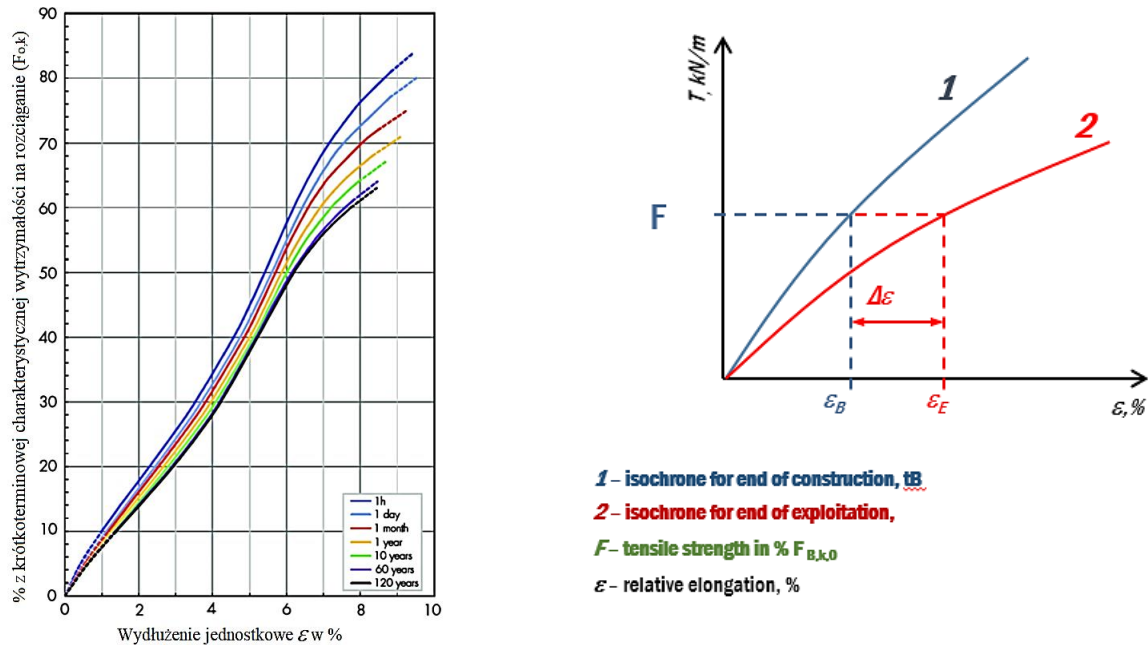 % z krótkoterminowej charakterystycznej wytrzymałości na rozciąganie (Fo,k)
90
80
70
60
50
40
30
20
10
0
0 2 4 6 8 10
1h
1 day
1 month
1 year
10 years
60 years
120 years
Wydłużenie jednostkowe ε w %
T, kN/m
1
2
F
Δε
εB
εE
ε,%
1 – isochrone for end of construction, tB
2 – isochrone for end of exploitation,
F – tensile strength in % FB,k,0
ε – relative elongation, %